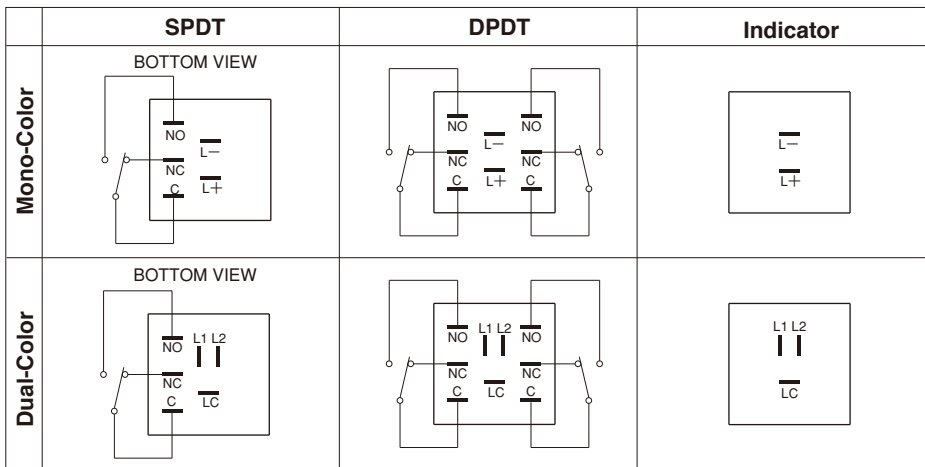 SPDT DPDT Indicator
Mono-Color
BOTTOM VIEW
NO
L−
NC
C L+
NO NO
L−
NC NC
C L+ C
L−
L+
Dual-Color
BOTTOM VIEW
L1 L2
NO
NC
C LC
L1 L2
NO NO
NC NC
C LC C
L1 L2
LC